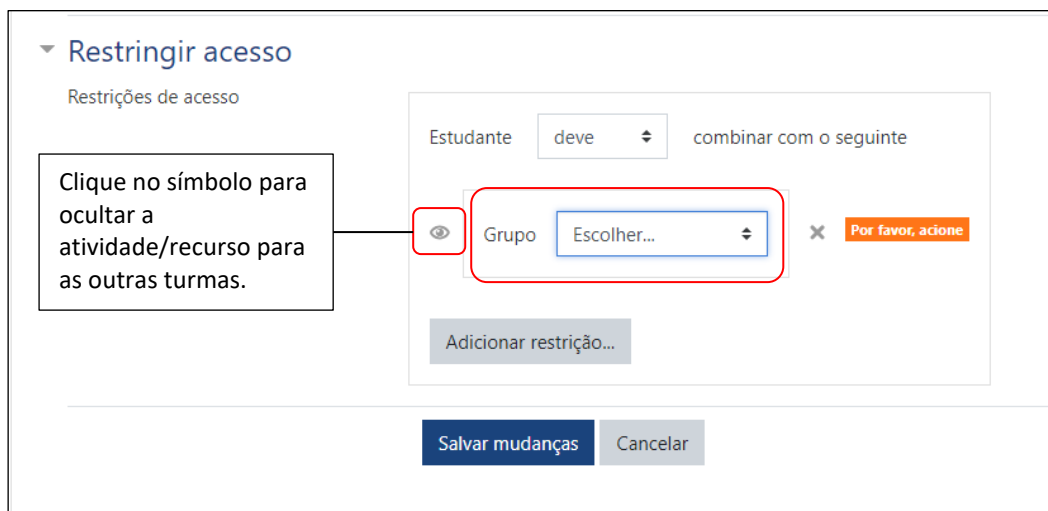 Restringir acesso
Restrições de acesso
Estudante deve combinar com o seguinte
Clique no símbolo para
ocultar a
atividade/recurso para
as outras turmas.
Grupo Escolher... Por favor, acione
Adicionar restrição...
Salvar mudanças Cancelar